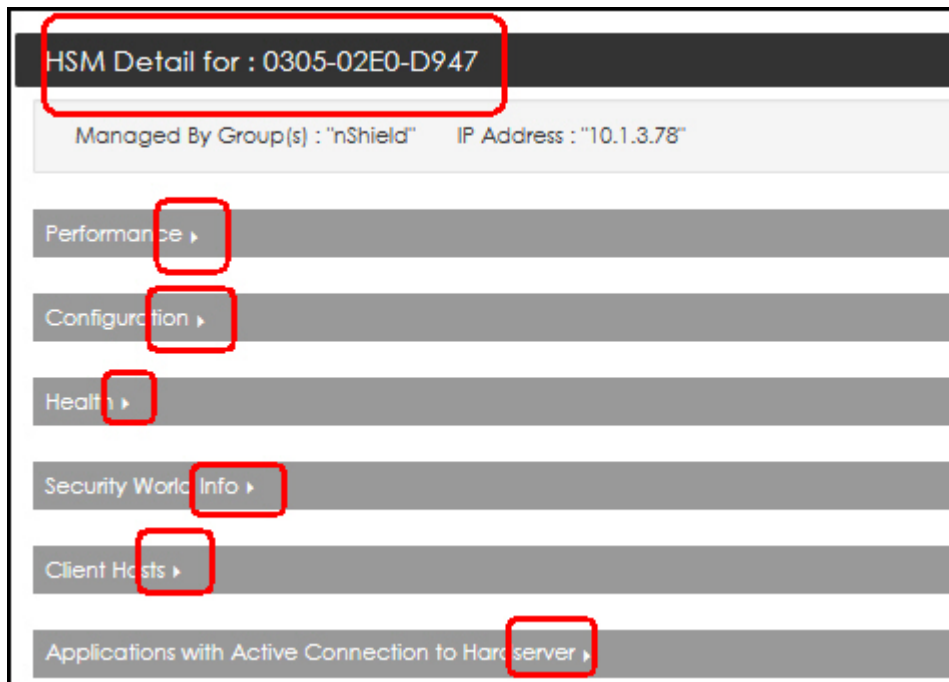 HSM Detail for : 0305-02E0-D947
Managed By Group(s) : "nShield" IP Address : "10.1.3.78"
Performance
Configuration
Health
Security World Info
Client Hosts
Applications with Active Connection to Hardserver